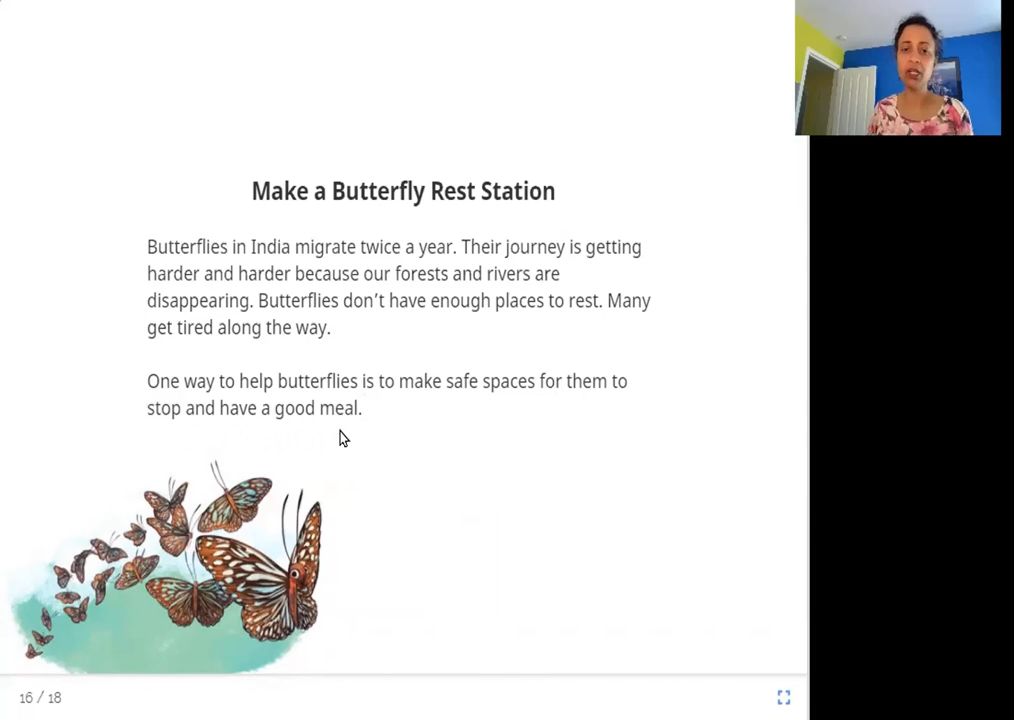 Make a Butterfly Rest Station
Butterflies in India migrate twice a year. Their journey is getting
harder and harder because our forests and rivers are
disappearing. Butterflies don’t have enough places to rest. Many
get tired along the way.
One way to help butterflies is to make safe spaces for them to
stop and have a good meal.
16 / 18